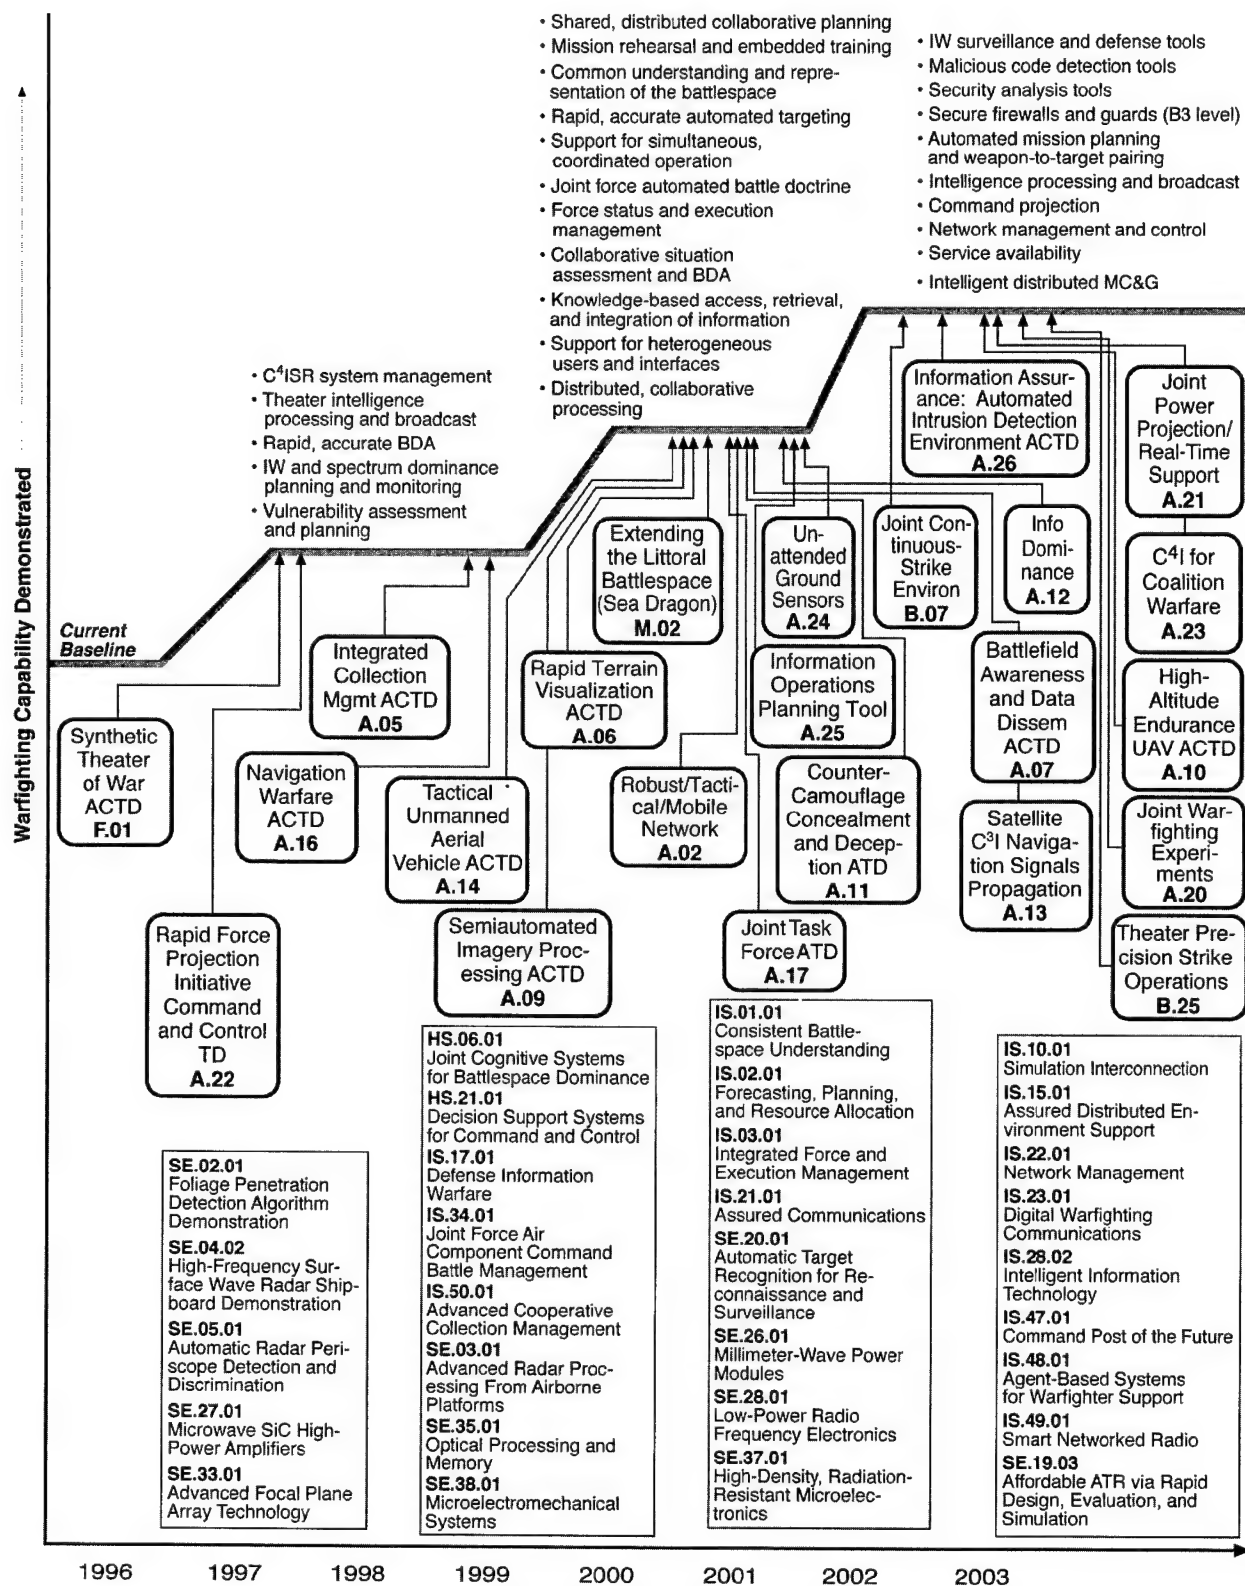 • Shared, distributed collaborative planning
• Mission rehearsal and embedded training
• Common understanding and repre-
sentation of the battlespace
• Rapid, accurate automated targeting
• Support for simultaneous,
coordinated operation
• Joint force automated battle doctrine
• Force status and execution
management
• Collaborative situation
assessment and BDA
• Knowledge-based access, retrieval,
and integration of information
• Support for heterogeneous
users and interfaces
• Distributed, collaborative
processing
• IW surveillance and defense tools
• Malicious code detection tools
• Security analysis tools
• Secure firewalls and guards (B3 level)
• Automated mission planning
and weapon-to-target pairing
• Intelligence processing and broadcast
• Command projection
• Network management and control
• Service availability
• Intelligent distributed MC&G
• C⁴ISR system management
• Theater intelligence
processing and broadcast
• Rapid, accurate BDA
• IW and spectrum dominance
planning and monitoring
• Vulnerability assessment
and planning
Warfighting Capability Demonstrated
Current
Baseline
Synthetic
Theater
of War
ACTD
F.01
Rapid Force
Projection
Initiative
Command
and Control
TD
A.22
Navigation
Warfare
ACTD
A.16
Integrated
Collection
Mgmt ACTD
A.05
Tactical
Unmanned
Aerial
Vehicle ACTD
A.14
Semiautomated
Imagery Proc-
essing ACTD
A.09
Rapid Terrain
Visualization
ACTD
A.06
Extending
the Littoral
Battlespace
(Sea Dragon)
M.02
Robust/Tacti-
cal/Mobile
Network
A.02
Joint Task
Force ATD
A.17
Un-
attended
Ground
Sensors
A.24
Information
Operations
Planning Tool
A.25
Counter-
Camouflage
Concealment
and Decep-
tion ATD
A.11
Joint Con-
tinuous-
Strike
Environ
B.07
Information Assur-
ance: Automated
Intrusion Detection
Environment ACTD
A.26
Info
Domi-
nance
A.12
Battlefield
Awareness
and Data
Dissem
ACTD
A.07
Satellite
C³I Naviga-
tion Signals
Propagation
A.13
Joint
Power
Projection/
Real-Time
Support
A.21
C⁴I for
Coalition
Warfare
A.23
High-
Altitude
Endurance
UAV ACTD
A.10
Joint War-
fighting
Experi-
ments
A.20
Theater Pre-
cision Strike
Operations
B.25
SE.02.01
Foliage Penetration
Detection Algorithm
Demonstration
SE.04.02
High-Frequency Sur-
face Wave Radar Ship-
board Demonstration
SE.05.01
Automatic Radar Peri-
scope Detection and
Discrimination
SE.27.01
Microwave SiC High-
Power Amplifiers
SE.33.01
Advanced Focal Plane
Array Technology
HS.06.01
Joint Cognitive Systems
for Battlespace Dominance
HS.21.01
Decision Support Systems
for Command and Control
IS.17.01
Defense Information
Warfare
IS.34.01
Joint Force Air
Component Command
Battle Management
IS.50.01
Advanced Cooperative
Collection Management
SE.03.01
Advanced Radar Proc-
essing From Airborne
Platforms
SE.35.01
Optical Processing and
Memory
SE.38.01
Microelectromechanical
Systems
IS.01.01
Consistent Battle-
space Understanding
IS.02.01
Forecasting, Planning,
and Resource Allocation
IS.03.01
Integrated Force and
Execution Management
IS.21.01
Assured Communications
SE.20.01
Automatic Target
Recognition for Re-
connaissance and
Surveillance
SE.26.01
Millimeter-Wave Power
Modules
SE.28.01
Low-Power Radio
Frequency Electronics
SE.37.01
High-Density, Radiation-
Resistant Microelec-
tronics
IS.10.01
Simulation Interconnection
IS.15.01
Assured Distributed En-
vironment Support
IS.22.01
Network Management
IS.23.01
Digital Warfighting
Communications
IS.28.02
Intelligent Information
Technology
IS.47.01
Command Post of the Future
IS.48.01
Agent-Based Systems
for Warfighter Support
IS.49.01
Smart Networked Radio
SE.19.03
Affordable ATR via Rapid
Design, Evaluation, and
Simulation
1996 1997 1998 1999 2000 2001 2002 2003